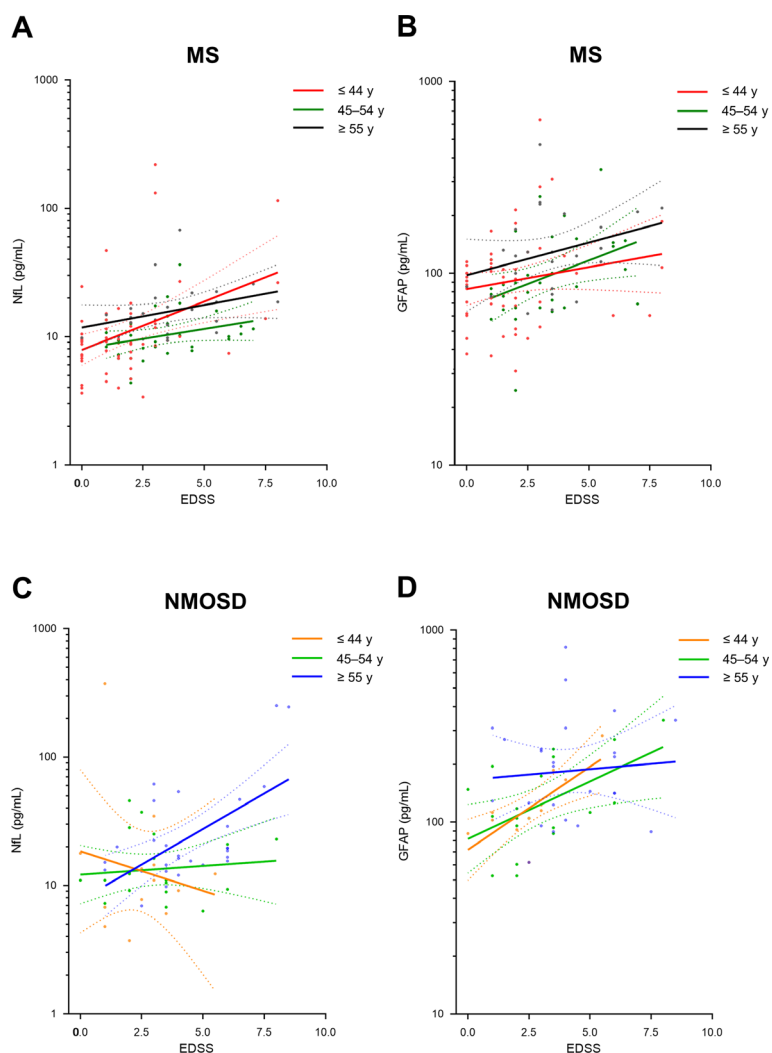 A
MS
≤ 44 y
45–54 y
≥ 55 y
1000
100
10
1
NfL (pg/mL)
0.0
2.5
5.0
7.5
10.0
EDSS
B
MS
≤ 44 y
45–54 y
≥ 55 y
1000
100
10
GFAP (pg/mL)
0.0
2.5
5.0
7.5
10.0
EDSS
C
NMOSD
≤ 44 y
45–54 y
≥ 55 y
1000
100
10
1
NfL (pg/mL)
0.0
2.5
5.0
7.5
10.0
EDSS
D
NMOSD
≤ 44 y
45–54 y
≥ 55 y
1000
100
10
GFAP (pg/mL)
0.0
2.5
5.0
7.5
10.0
EDSS